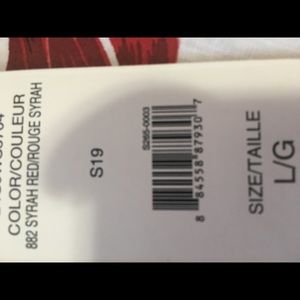 COLOR/COULEUR
882 SYRAH RED/ROUGE SYRAH
S19
S265-0003
8 84558 87930 7
SIZE/TAILLE
L/G